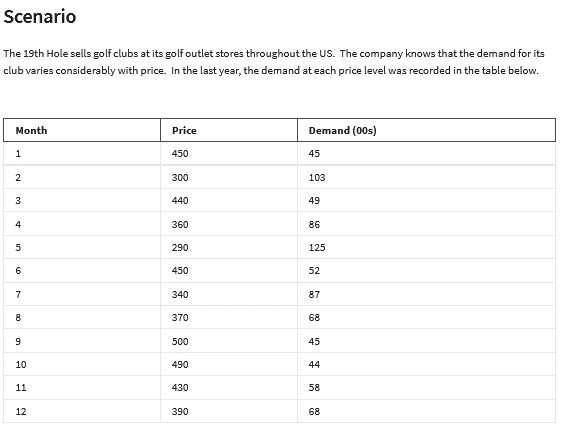 Scenario
The 19th Hole sells golf clubs at its golf outlet stores throughout the US.  The company knows that the demand for its
club varies considerably with price.  In the last year, the demand at each price level was recorded in the table below.
Month Price Demand (00s)
1 450 45
2 300 103
3 440 49
4 360 86
5 290 125
6 450 52
7 340 87
8 370 68
9 500 45
10 490 44
11 430 58
12 390 68